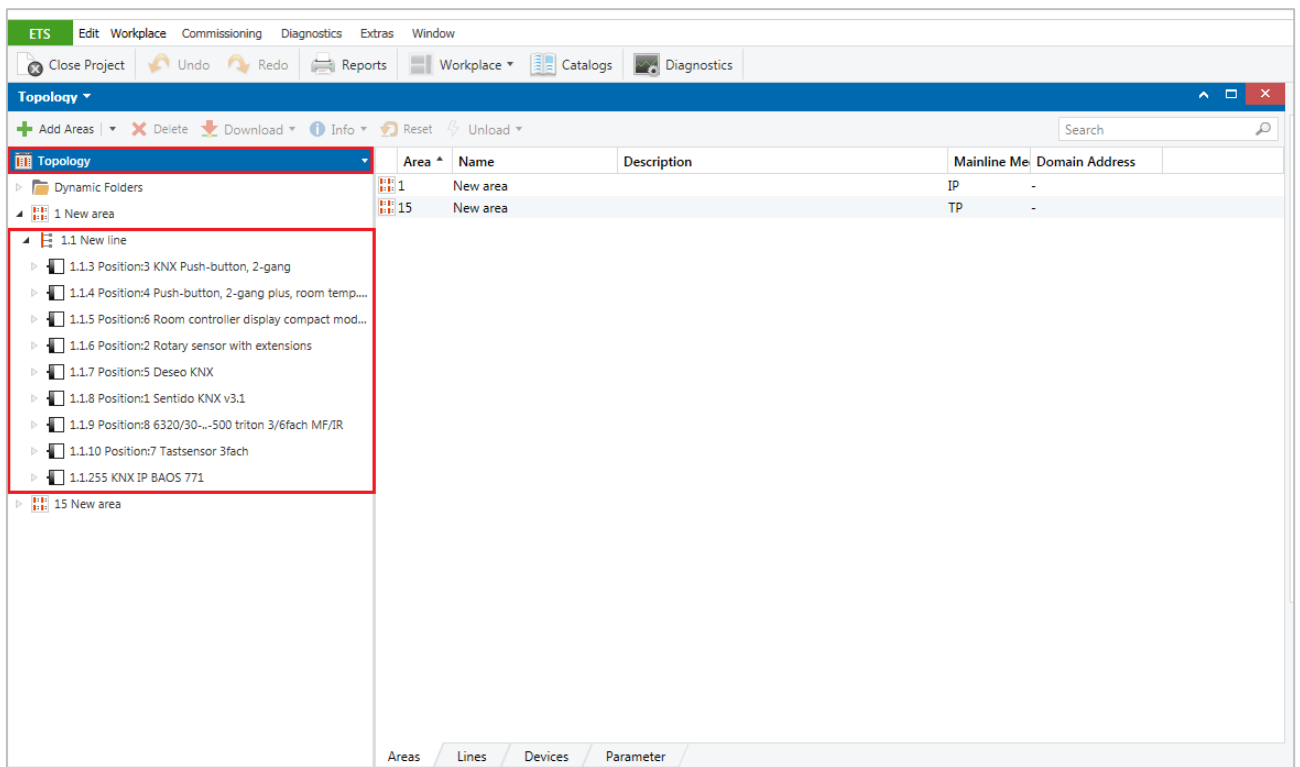 ETS Edit Workplace Commissioning Diagnostics Extras Window
Close Project Undo Redo Reports Workplace Catalogs Diagnostics
Topology
Add Areas Delete Download Info Reset Unload Search
Topology
Area Name Description Mainline Me Domain Address
Dynamic Folders
1 New area IP -
1 New area
15 New area TP -
1.1 New line
1.1.3 Position:3 KNX Push-button, 2-gang
1.1.4 Position:4 Push-button, 2-gang plus, room temp....
1.1.5 Position:6 Room controller display compact mod...
1.1.6 Position:2 Rotary sensor with extensions
1.1.7 Position:5 Deseo KNX
1.1.8 Position:1 Sentido KNX v3.1
1.1.9 Position:8 6320/30-..-500 triton 3/6fach MF/IR
1.1.10 Position:7 Tastsensor 3fach
1.1.255 KNX IP BAOS 771
15 New area
Areas Lines Devices Parameter